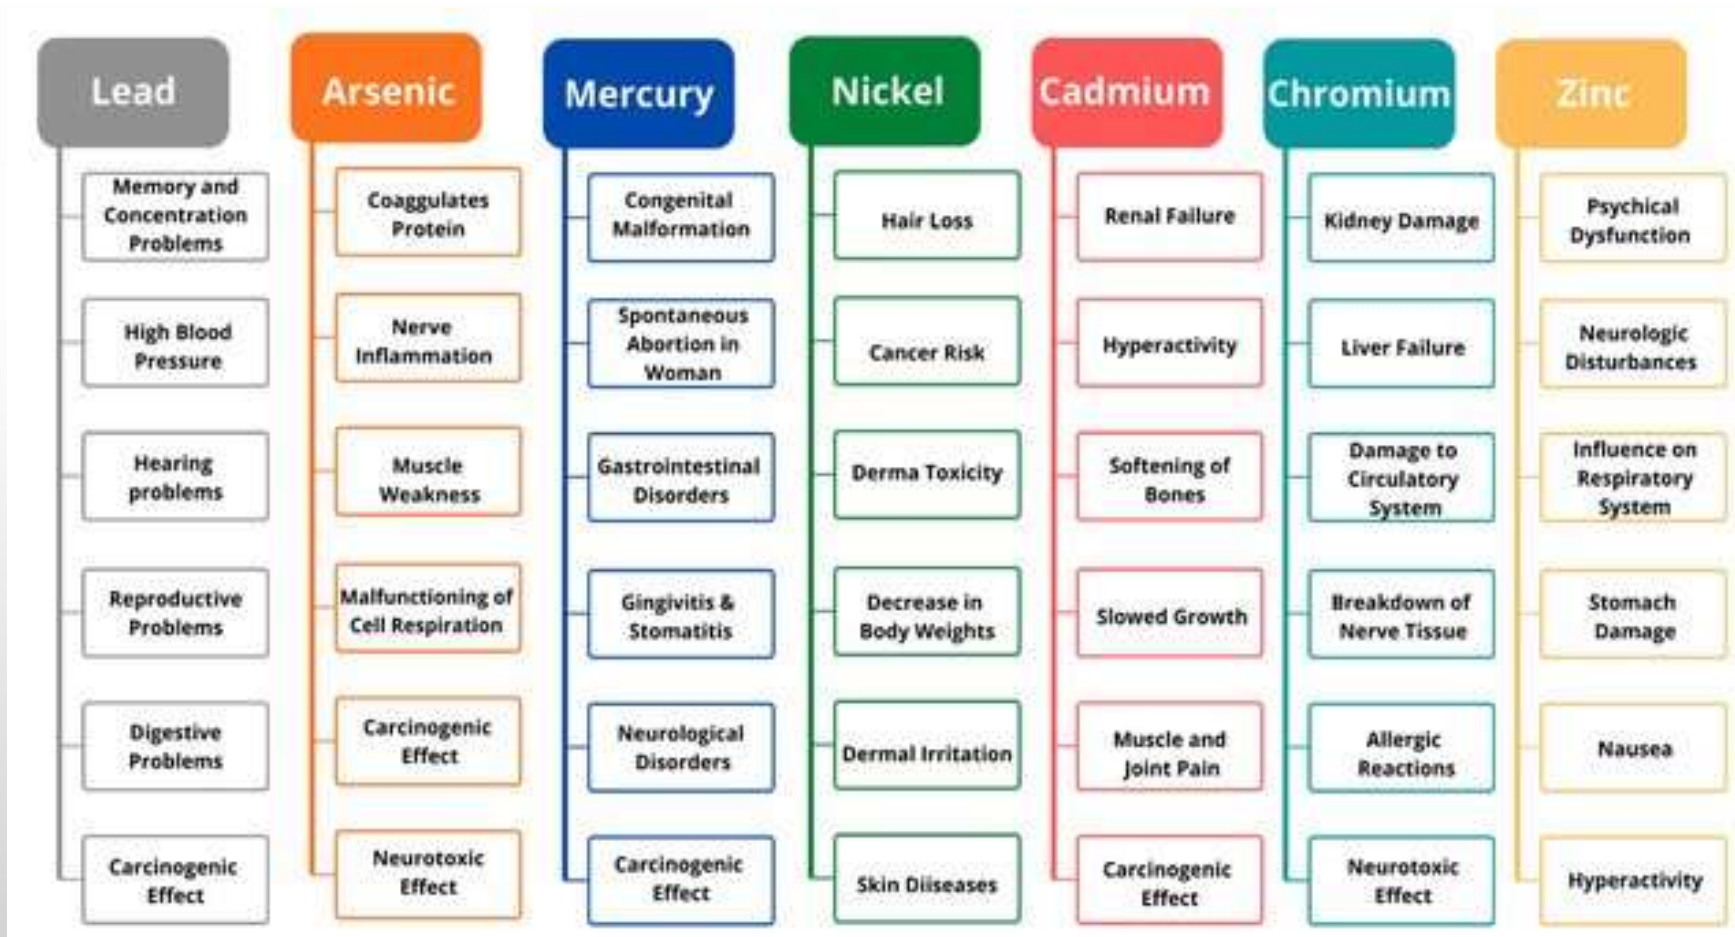 Lead
Memory and
Concentration
Problems
High Blood
Pressure
Hearing
problems
Reproductive
Problems
Digestive
Problems
Carcinogenic
Effect
Arsenic
Coaggulates
Protein
Nerve
Inflammation
Muscle
Weakness
Malfunctioning of
Cell Respiration
Carcinogenic
Effect
Neurotoxic
Effect
Mercury
Congenital
Malformation
Spontaneous
Abortion in
Woman
Gastrointestinal
Disorders
Gingivitis &
Stomatitis
Neurological
Disorders
Carcinogenic
Effect
Nickel
Hair Loss
Cancer Risk
Derma Toxicity
Decrease in
Body Weights
Dermal Irritation
Skin Diiseases
Cadmium
Renal Failure
Hyperactivity
Softening of
Bones
Slowed Growth
Muscle and
Joint Pain
Carcinogenic
Effect
Chromium
Kidney Damage
Liver Failure
Damage to
Circulatory
System
Breakdown of
Nerve Tissue
Allergic
Reactions
Neurotoxic
Effect
Zinc
Psychical
Dysfunction
Neurologic
Disturbances
Influence on
Respiratory
System
Stomach
Damage
Nausea
Hyperactivity